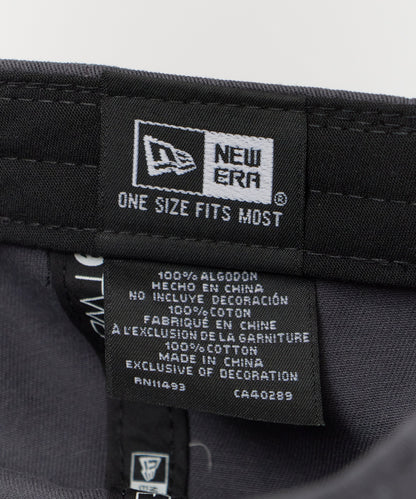 NEW
ERA®
ONE SIZE FITS MOST
100% ALGODON
HECHO EN CHINA
NO INCLUYE DECORACIÓN
100% COTON
FABRIQUÉ EN CHINE
À L'EXCLUSION DE LA GARNITURE
100% COTTON
MADE IN CHINA
EXCLUSIVE OF DECORATION
RN11493 CA40289